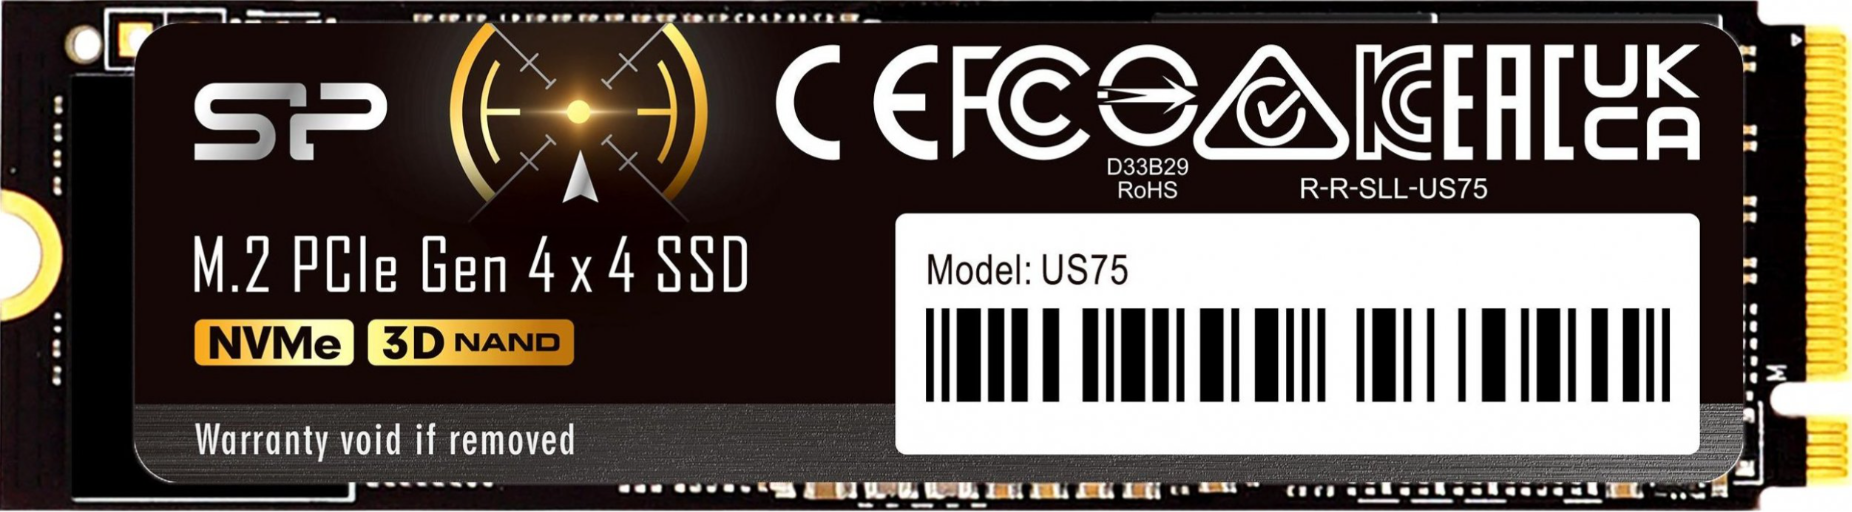 SP
CE FC
EAC
UK
CA
D33B29
RoHS
R-R-SLL-US75
M.2 PCIe Gen 4 x 4 SSD
NVMe 3D NAND
Model: US75
Warranty void if removed
M